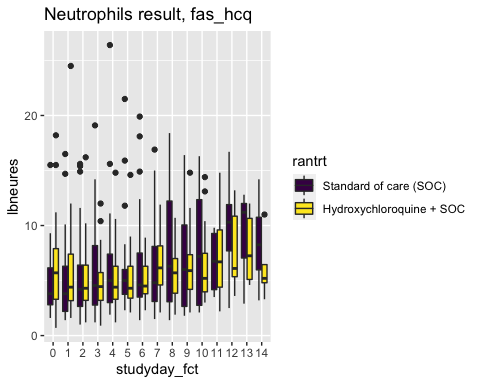 Neutrophils result, fas_hcq
lbneures
20
10
0
0 1 2 3 4 5 6 7 8 9 10 11 12 13 14
studyday_fct
rantrt
Standard of care (SOC)
Hydroxychloroquine + SOC